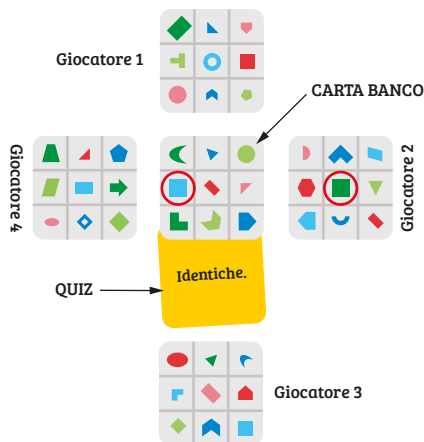 Giocatore 1
CARTA BANCO
Giocatore 4
Giocatore 2
Identiche.
QUIZ
Giocatore 3